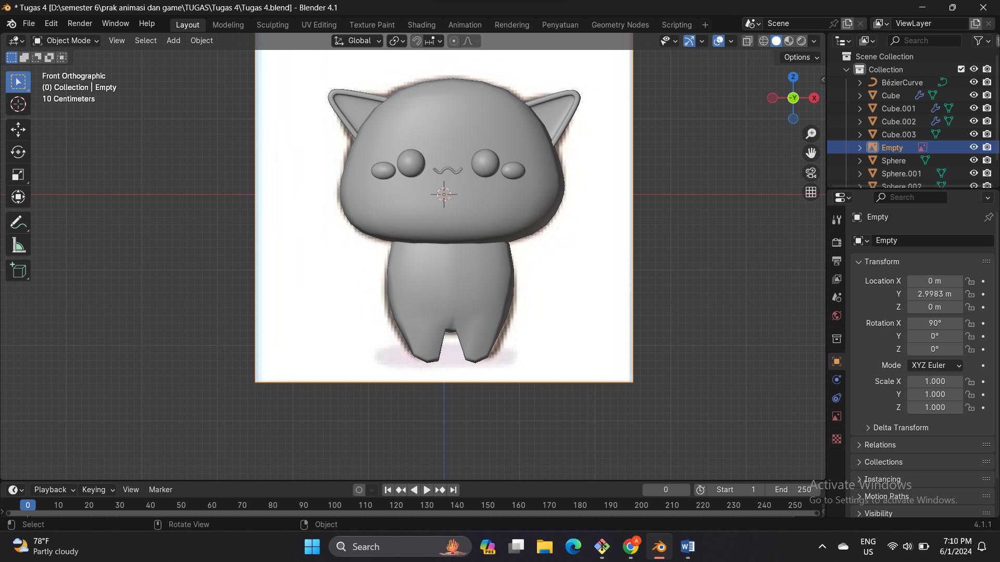 * Tugas 4 [D:\semester 6\prak animasi dan game\TUGAS\Tugas 4\Tugas 4.blend] - Blender 4.1
File Edit Render Window Help Layout Modeling Sculpting UV Editing Texture Paint Shading Animation Rendering Compositing Geometry Nodes Scripting + Scene ViewLayer
Object Mode View Select Add Object Global Search
Options
Front Orthographic
(0) Collection | Empty
10 Centimeters
Z
-Y X
Scene Collection
Collection
BézierCurve
Cube
Cube.001
Cube.002
Cube.003
Empty
Sphere
Sphere.001
Sphere.002
Search
Empty
Empty
Transform
Location X 0 m
Y 2.9983 m
Z 0 m
Rotation X 90°
Y 0°
Z 0°
Mode XYZ Euler
Scale X 1.000
Y 1.000
Z 1.000
Delta Transform
Relations
Collections
Instancing
Motion Paths
Visibility
Activate Windows
Go to Settings to activate Windows.
Playback Keying View Marker 0 Start 1 End 250
0 10 20 30 40 50 60 70 80 90 100 110 120 130 140 150 160 170 180 190 200 210 220 230 240 250
Select Rotate View Object 4.1.1
78°F
Partly cloudy
Search
PRE
A
ENG
US
7:10 PM
6/1/2024